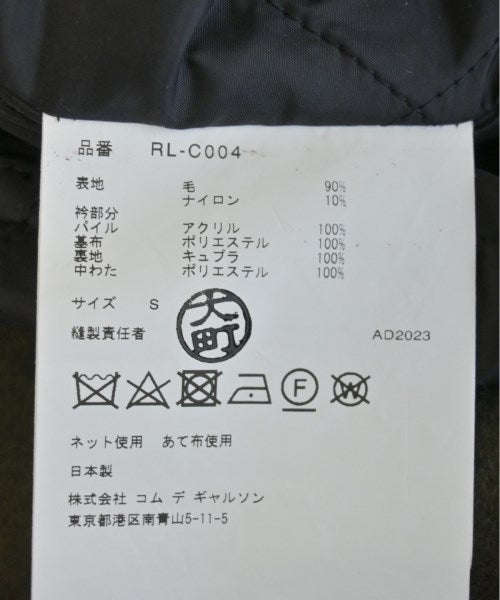 品番 RL-C004
表地 毛 90%
ナイロン 10%
衿部分
パイル アクリル 100%
基布 ポリエステル 100%
裏地 キュプラ 100%
中わた ポリエステル 100%
サイズ S
大町
縫製責任者 AD2023
F W
ネット使用 あて布使用
日本製
株式会社 コム デ ギャルソン
東京都港区南青山5-11-5